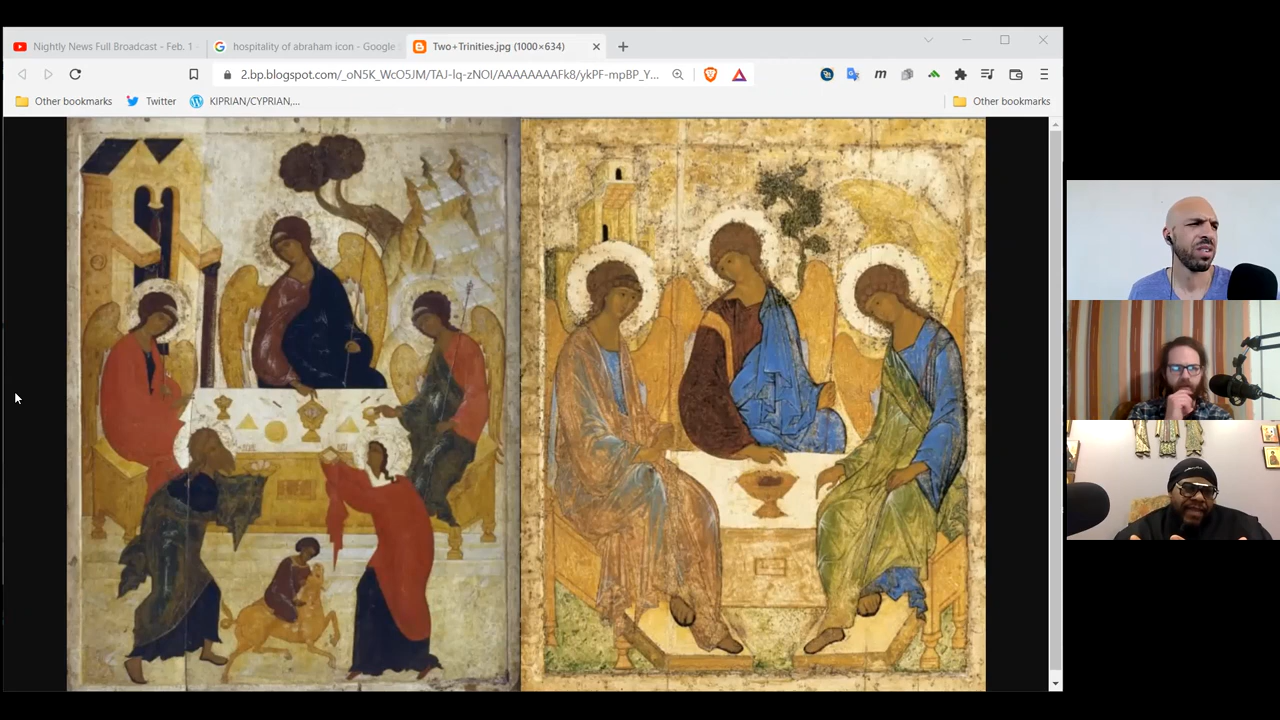 Nightly News Full Broadcast - Feb. 1
hospitality of abraham icon - Google
Two+Trinities.jpg (1000×634)
2.bp.blogspot.com/_oN5K_WcO5JM/TAJ-lq-zNOI/AAAAAAAAFk8/ykPF-mpBP_Y...
Other bookmarks
Twitter
KIPRIAN/CYPRIAN,...
Other bookmarks